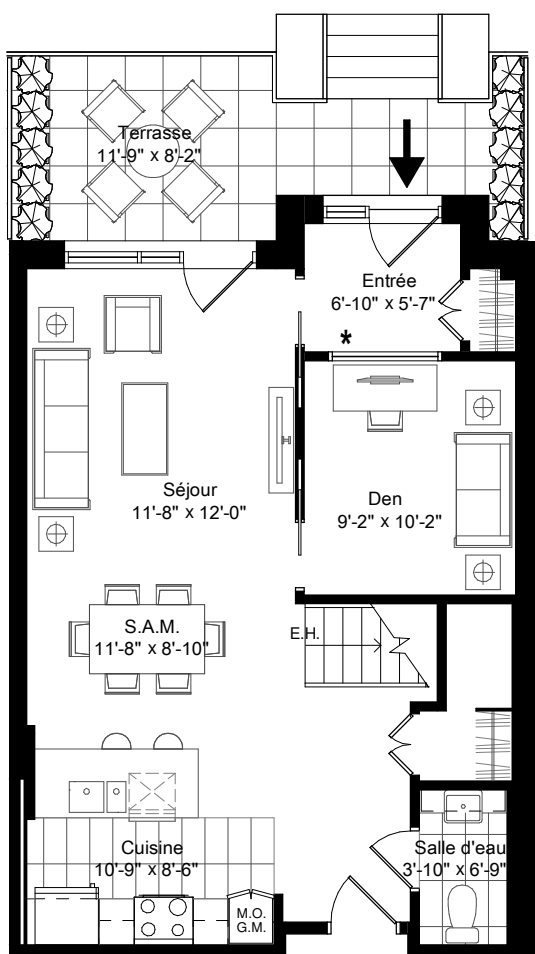 Terrasse
11'-9" x 8'-2"
Entrée
6'-10" x 5'-7"
*
Séjour
11'-8" x 12'-0"
Den
9'-2" x 10'-2"
S.A.M.
11'-8" x 8'-10"
E.H.
Cuisine
10'-9" x 8'-6"
Salle d'eau
3'-10" x 6'-9"
M.O.
G.M.